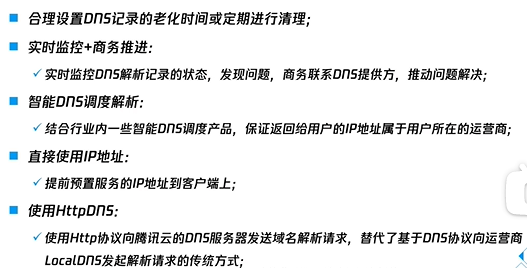 合理设置DNS记录的老化时间或定期进行清理;
实时监控+商务推进:
实时监控DNS解析记录的状态，发现问题，商务联系DNS提供方，推动问题解决;
智能DNS调度解析:
结合行业内一些智能DNS调度产品，保证返回给用户的IP地址属于用户所在的运营商;
直接使用IP地址:
提前预置服务的IP地址到客户端上;
使用HttpDNS:
使用Http协议向腾讯云的DNS服务器发送域名解析请求，替代了基于DNS协议向运营商
LocalDNS发起解析请求的传统方式;